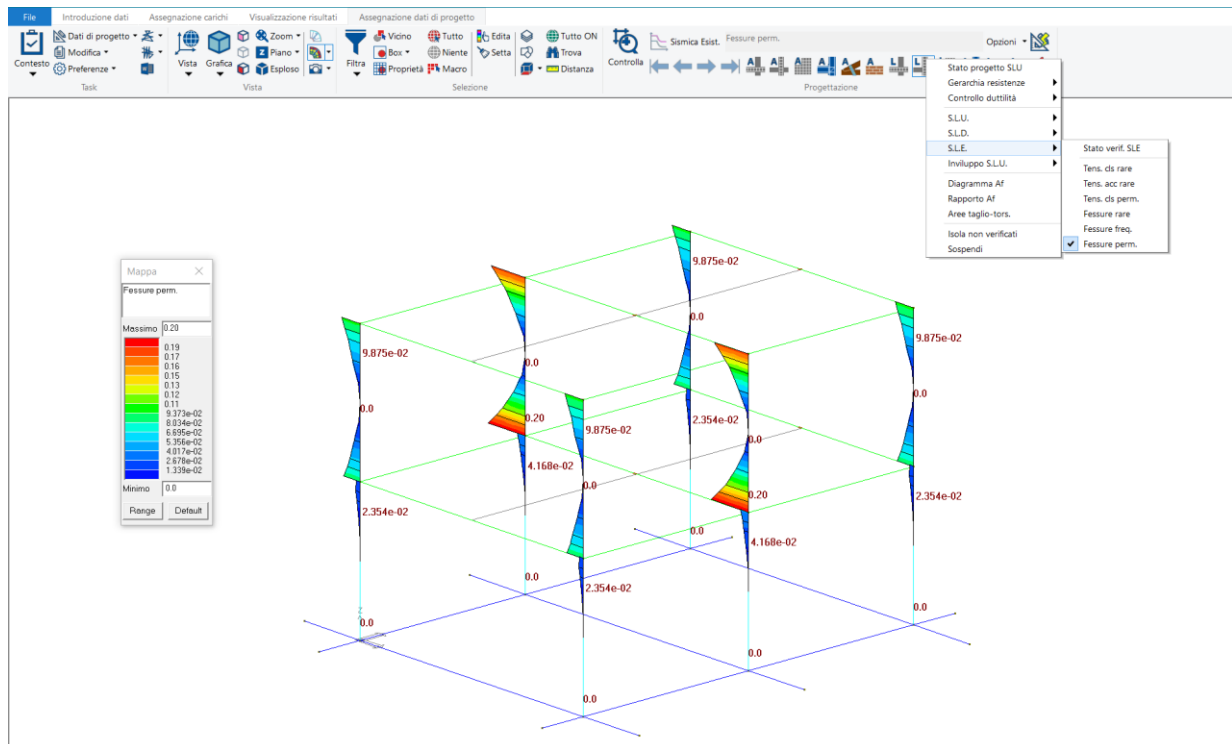 File
Introduzione dati
Assegnazione carichi
Visualizzazione risultati
Assegnazione dati di progetto
Contesto
Dati di progetto
Modifica
Preferenze
Task
Vista
Grafica
Zoom
Piano
Esploso
Vista
Filtra
Vicino
Box
Proprietà
Tutto
Niente
Macro
Edita
Setta
Tutto ON
Trova
Distanza
Selezione
Controlla
Sismica Esist.
Fessure perm.
Opzioni
Progettazione
Stato progetto SLU
Gerarchia resistenze
Controllo duttilità
S.L.U.
S.L.D.
S.L.E.
Inviluppo S.L.U.
Diagramma Af
Rapporto Af
Aree taglio-tors.
Isola non verificati
Sospendi
Stato verif. SLE
Tens. cls rare
Tens. acc rare
Tens. cls perm.
Fessure rare
Fessure freq.
Fessure perm.
Mappa
Fessure perm.
Massimo 0.20
0.19
0.17
0.16
0.15
0.13
0.12
0.11
9.373e-02
8.034e-02
6.695e-02
5.356e-02
4.017e-02
2.678e-02
1.339e-02
Minimo 0.0
Range Default
9.875e-02
0.0
2.354e-02
0.0
0.0
0.20
4.168e-02
0.0
9.875e-02
0.0
2.354e-02
0.0
9.875e-02
0.0
2.354e-02
0.0
0.0
0.20
4.168e-02
0.0
9.875e-02
0.0
2.354e-02
0.0